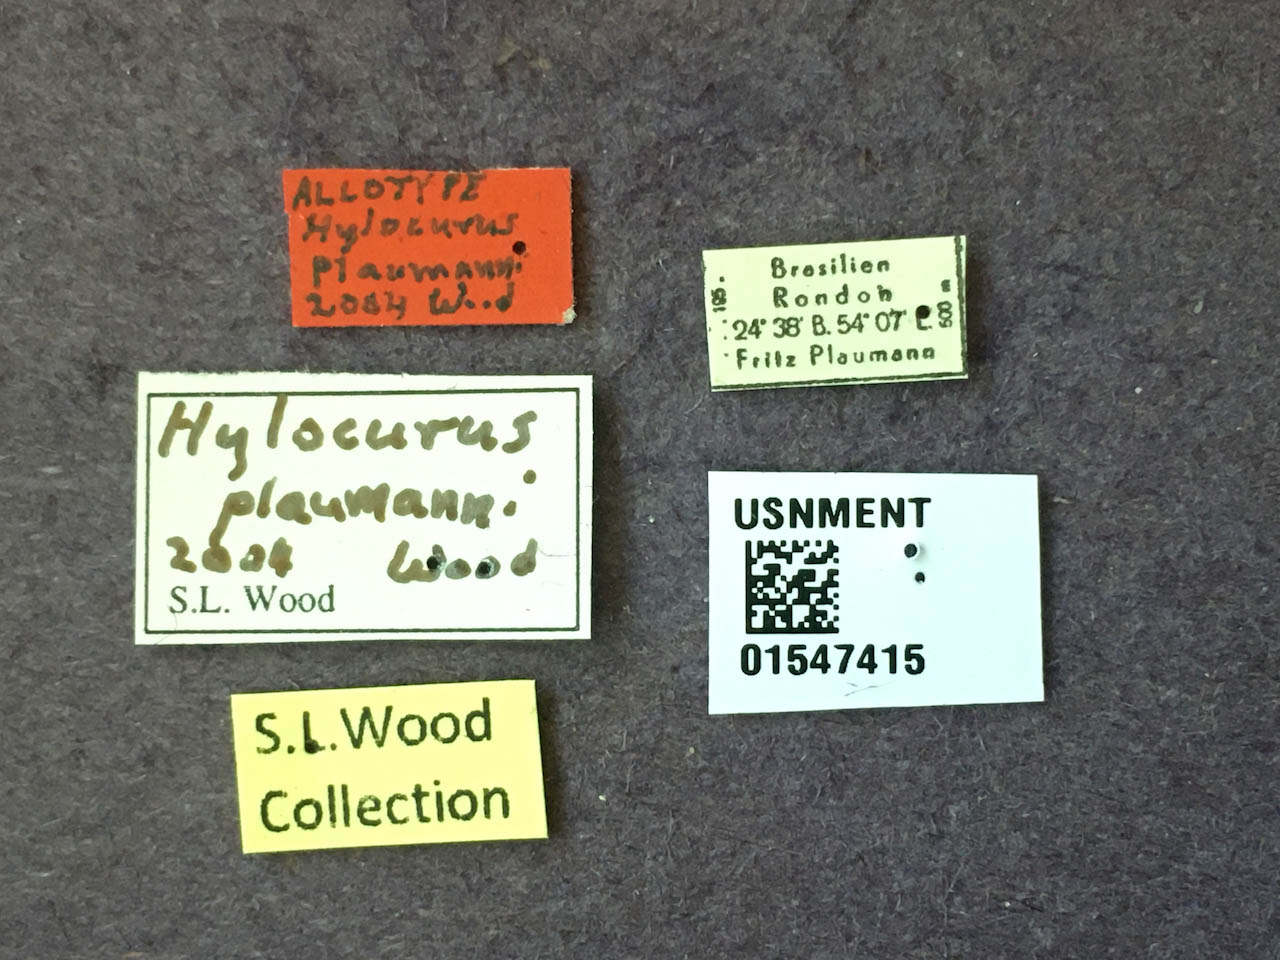 ALLOTYPE
Hylocurus
plaumanni
2004 Wood
Brasilien
Rondon
24° 38' B. 54° 07' L.
Fritz Plaumann
500 m
Hylocurus
plaumanni
2004 Wood
S.L. Wood
USNMENT
01547415
S.L.Wood
Collection